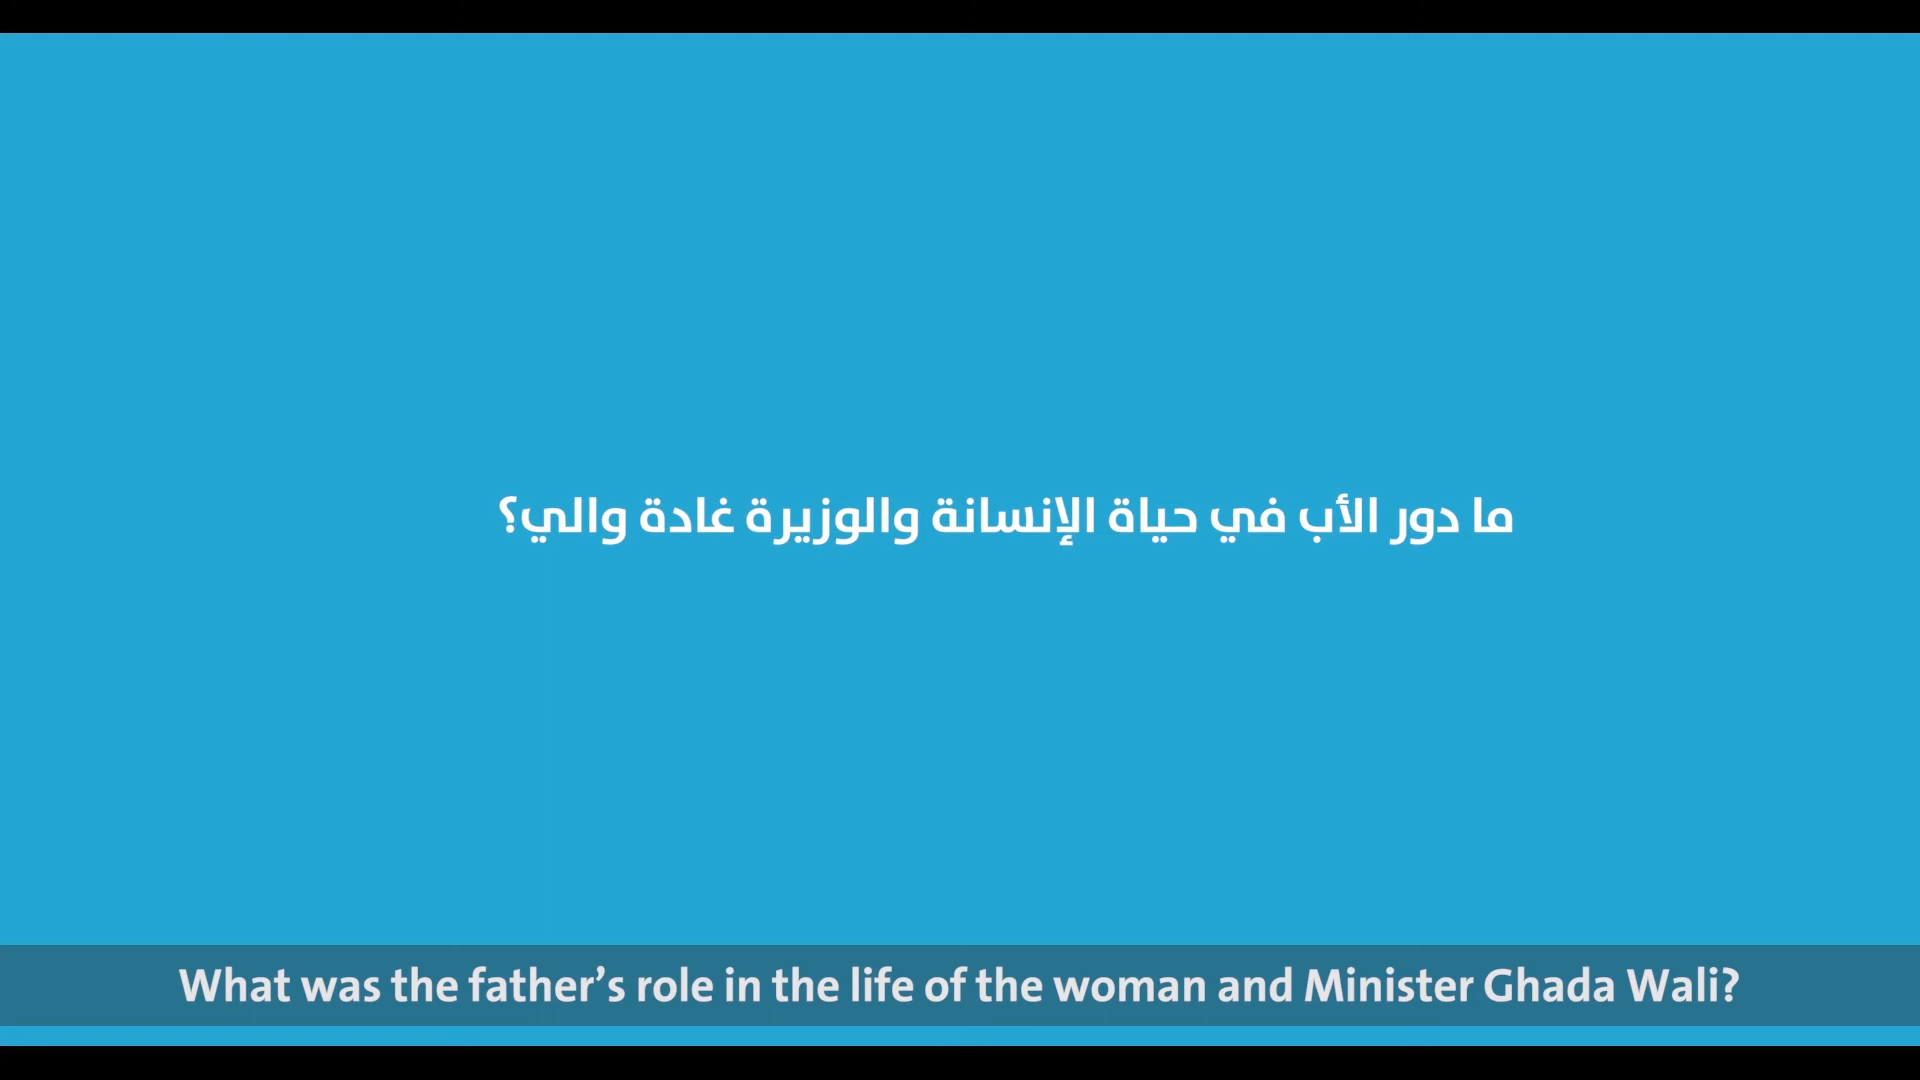 ما دور الأب في حياة الإنسانة والوزيرة غادة والي؟
What was the father’s role in the life of the woman and Minister Ghada Wali?